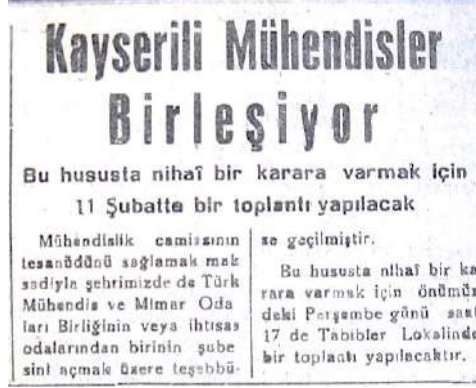 Kayserili Mühendisler
Birleşiyor
Bu hususta nihaî bir karara varmak için
11 Şubatta bir toplantı yapılacak
Mühendislik camiasının
tesanüdünü sağlamak mak
sadiyle şehrimizde de Türk
Mühendis ve Mimar Oda
ları Birliğinin veya ihtisas
odalarından birinin şube
sini açmak üzere teşebbü-
se geçilmiştir.
Bu hususta nihaî bir ka
rara varmak için önümüz
deki Perşembe günü saat
17 de Tabibler Lokalinde
bir toplantı yapılacaktır.